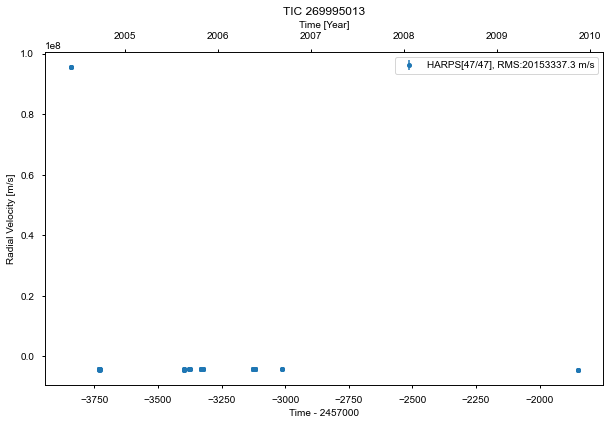 TIC 269995013
Time [Year]
2005 2006 2007 2008 2009 2010
1e8
HARPS[47/47], RMS:20153337.3 m/s
1.0
0.8
0.6
0.4
0.2
0.0
Radial Velocity [m/s]
−3750 −3500 −3250 −3000 −2750 −2500 −2250 −2000
Time - 2457000